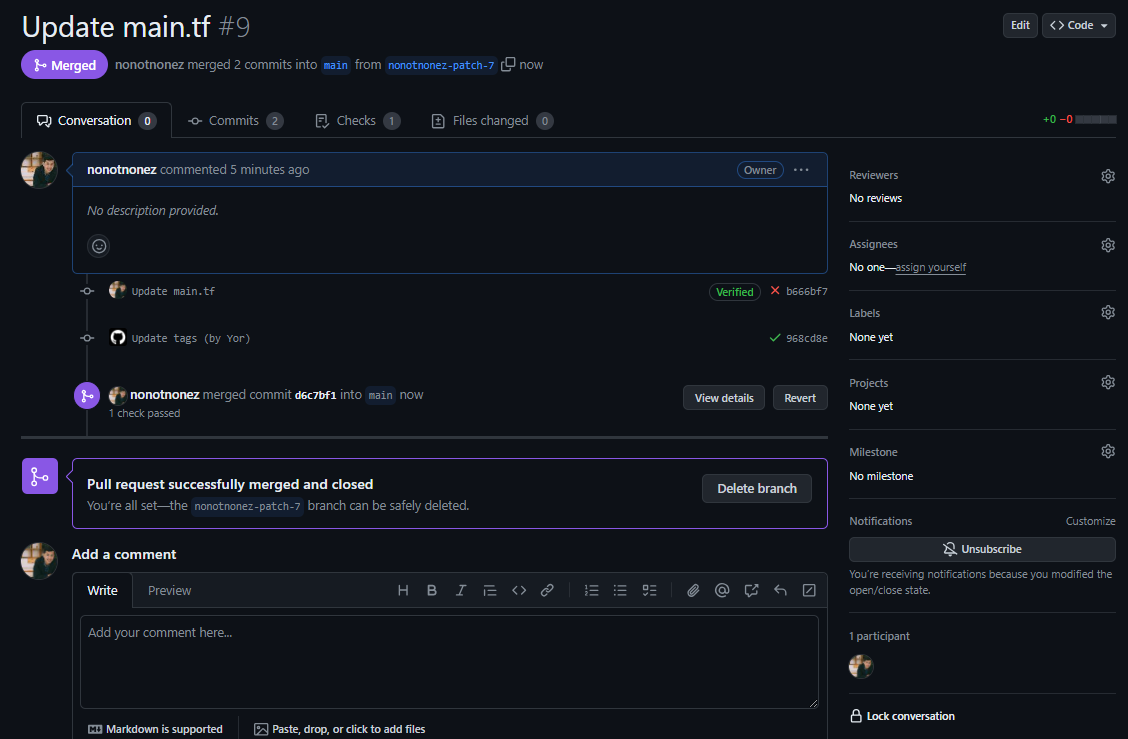 Update main.tf #9
Edit
Code
Merged
nonotnonez merged 2 commits into main from nonotnonez-patch-7 now
Conversation 0
Commits 2
Checks 1
Files changed 0
+0 −0
nonotnonez commented 5 minutes ago
Owner
No description provided.
Update main.tf
Verified
b666bf7
Update tags (by Yor)
968cd8e
nonotnonez merged commit d6c7bf1 into main now
1 check passed
View details
Revert
Pull request successfully merged and closed
You're all set—the nonotnonez-patch-7 branch can be safely deleted.
Delete branch
Add a comment
Write
Preview
Add your comment here...
Markdown is supported
Paste, drop, or click to add files
Reviewers
No reviews
Assignees
No one—assign yourself
Labels
None yet
Projects
None yet
Milestone
No milestone
Notifications
Customize
Unsubscribe
You're receiving notifications because you modified the
open/close state.
1 participant
Lock conversation